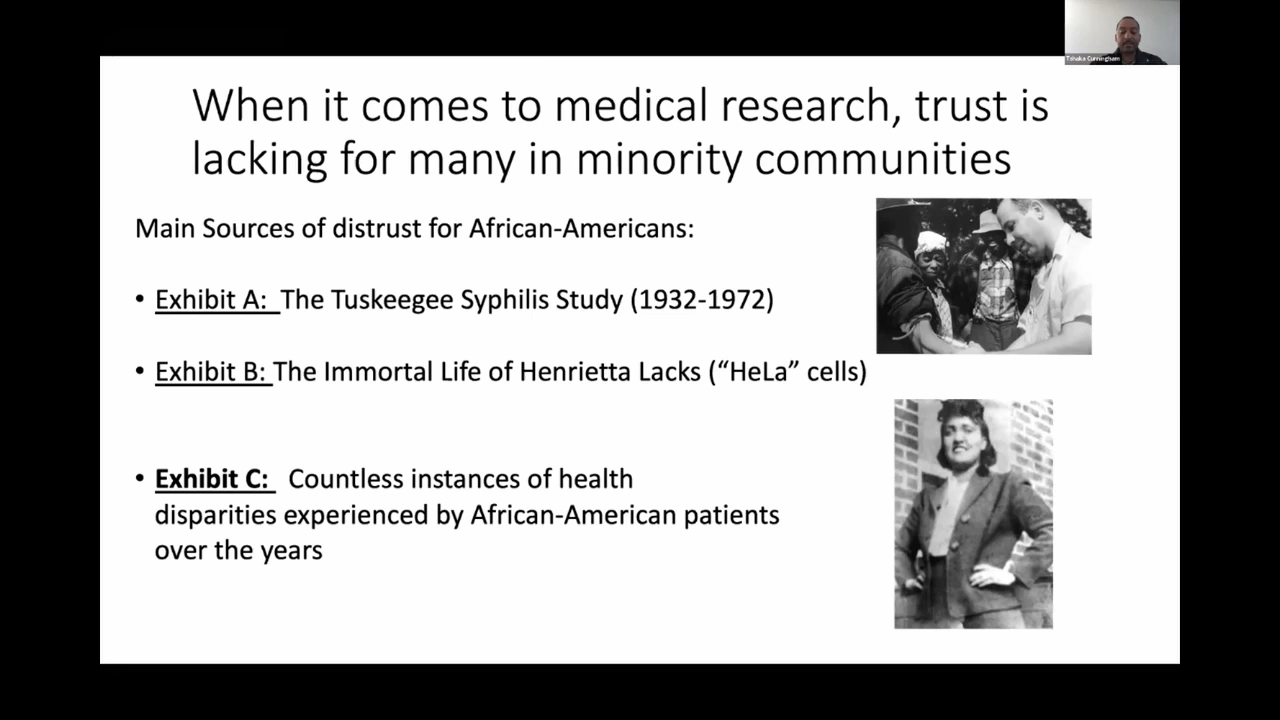 Tshaka Cunningham
When it comes to medical research, trust is
lacking for many in minority communities
Main Sources of distrust for African-Americans:
• Exhibit A: The Tuskeegee Syphilis Study (1932-1972)
• Exhibit B: The Immortal Life of Henrietta Lacks (“HeLa” cells)
• Exhibit C: Countless instances of health
disparities experienced by African-American patients
over the years